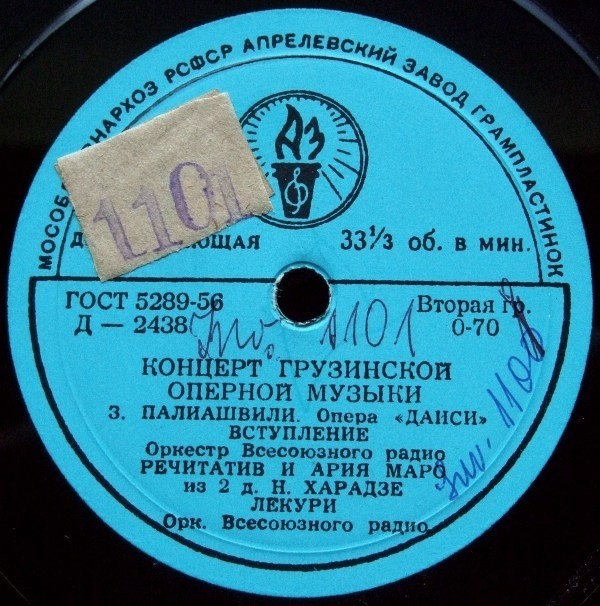 РСФСР АПРЕЛЕВСКИЙ ЗАВОД ГРАМПЛАСТИНОК
АЗ
1101
33⅓ об. в мин.
ГОСТ 5289-56
Вторая гр.
Д — 2438
0-70
Inv. 1101
КОНЦЕРТ ГРУЗИНСКОЙ
ОПЕРНОЙ МУЗЫКИ
З. ПАЛИАШВИЛИ. Опера «ДАИСИ»
ВСТУПЛЕНИЕ
Оркестр Всесоюзного радио
РЕЧИТАТИВ И АРИЯ МАРО
из 2 д. Н. ХАРАДЗЕ
ЛЕКУРИ
Орк. Всесоюзного радио